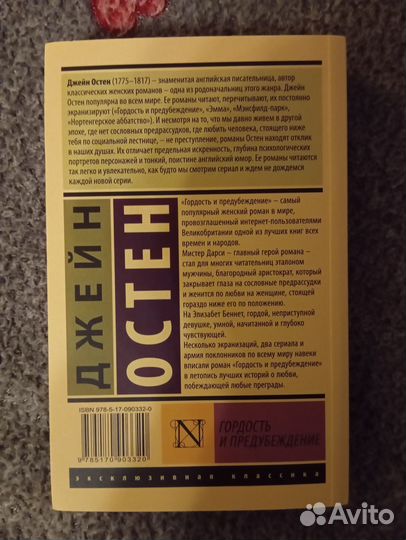 Джейн Остен (1775–1817) – знаменитая английская писательница, автор
классических женских романов – одна из родоначальниц этого жанра. Джейн
Остен популярна во всем мире. Ее романы читают, перечитывают, их постоянно
экранизируют («Гордость и предубеждение», «Эмма», «Мэнсфилд-парк»,
«Нортенгерское аббатство»). И несмотря на то, что мы давно живем в другой
эпохе, где нет сословных предрассудков, где любить человека, стоящего ниже
тебя по социальной лестнице, – не преступление, романы Остен находят отклик
в наших душах. Их отличает предельная искренность, глубина психологических
портретов персонажей и тонкий, поистине английский юмор. Ее романы читаются
так легко и увлекательно, как будто мы смотрим сериал и ждем не дождемся
каждой новой серии.
ДЖЕЙН
ОСТЕН
«Гордость и предубеждение» – самый
популярный женский роман в мире,
провозглашенный интернет-пользователями
Великобритании одной из лучших книг всех
времен и народов.
Мистер Дарси – главный герой романа –
стал для многих читательниц эталоном
мужчины, благородный аристократ, который
закрывает глаза на сословные предрассудки
и женится по любви на женщине, стоящей
гораздо ниже его по положению.
На Элизабет Беннет, гордой, неприступной
девушке, умной, начитанной и глубоко
чувствующей.
Несколько экранизаций, два сериала и
армия поклонников по всему миру навеки
вписали роман «Гордость и предубеждение»
в летопись лучших историй о любви,
побеждающей любые преграды.
ISBN 978-5-17-090332-0
9 785170 903320
N
ГОРДОСТЬ
И ПРЕДУБЕЖДЕНИЕ
эксклюзивная классика
Avito